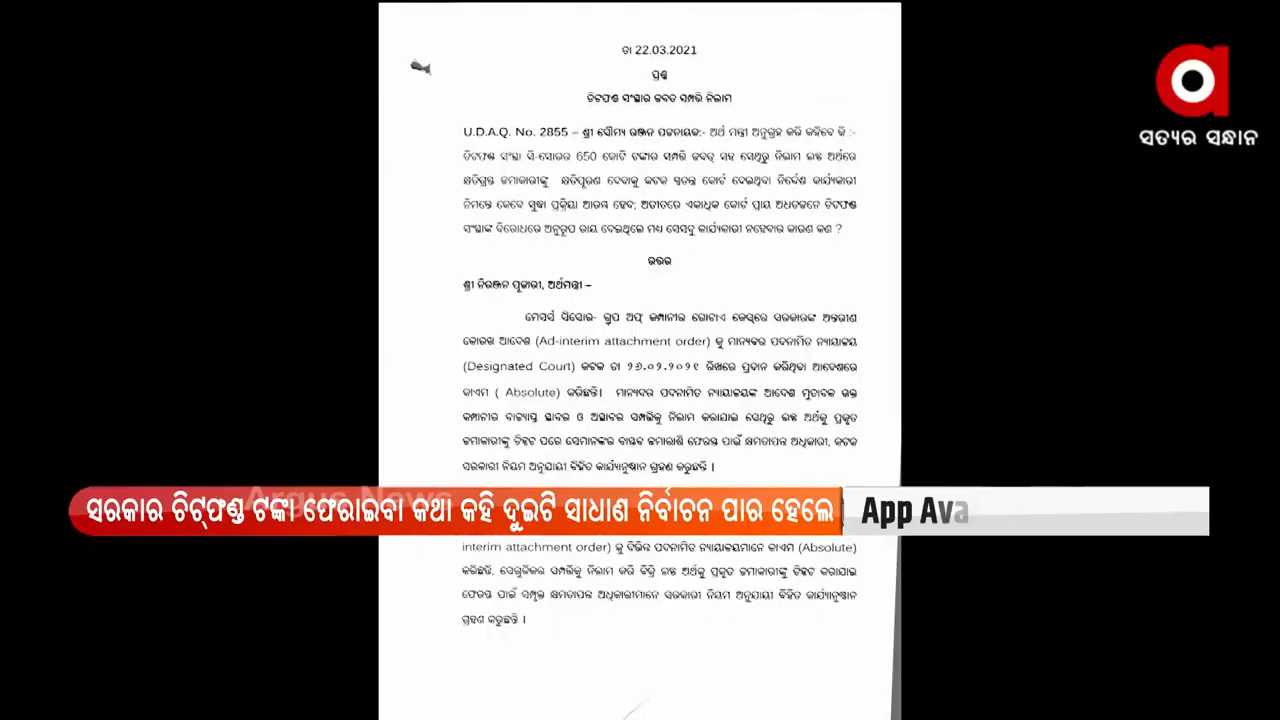 ତା 22.03.2021
ପ୍ରଶ୍ନ
ଚିଟଫଣ୍ଡ ସଂସ୍ଥାର ଜବତ ସମ୍ପତ୍ତି ନିଲାମ
ସତ୍ୟର ସନ୍ଧାନ
U.D.A.Q. No. 2855 – ଶ୍ରୀ ସୌମ୍ୟ ରଞ୍ଜନ ପଟ୍ଟନାୟକ:- ଅର୍ଥ ମନ୍ତ୍ରୀ ଅନୁଗ୍ରହ କରି କହିବେ କି :-
ଚିଟଫଣ୍ଡ ସଂସ୍ଥା ସି-ସୋରର 650 କୋଟି ଟଙ୍କାର ସମ୍ପତ୍ତି ଜବତ୍ ସହ ସେଥିରୁ ନିଲାମ ଲବ୍ଧ ଅର୍ଥରେ
କ୍ଷତିଗ୍ରସ୍ତ ଜମାକାରୀଙ୍କୁ କ୍ଷତିପୂରଣ ଦେବାକୁ କଟକ ସ୍ୱତନ୍ତ୍ର କୋର୍ଟ ଦେଇଥିବା ନିର୍ଦ୍ଦେଶ କାର୍ଯ୍ୟକାରୀ
ନିମନ୍ତେ କେବେ ସୁଦ୍ଧା ପ୍ରକ୍ରିୟା ଆରମ୍ଭ ହେବ; ଅତୀତରେ ଏକାଧିକ କୋର୍ଟ ପ୍ରାୟ ଅଧଡଜନେ ଚିଟଫଣ୍ଡ
ସଂସ୍ଥାଙ୍କ ବିରୋଧରେ ଅନୁରୂପ ରାୟ ଦେଇଥିଲେ ମଧ୍ୟ ସେସବୁ କାର୍ଯ୍ୟକାରୀ ନହେବାର କାରଣ କଣ ?
ଉତ୍ତର
ଶ୍ରୀ ନିରଞ୍ଜନ ପୂଜାରୀ, ଅର୍ଥମନ୍ତ୍ରୀ –
ମେସର୍ସ ସିସୋର- ଗ୍ରୁପ ଅଫ୍ କମ୍ପାନୀର ଗୋଟାଏ କେସ୍‌ରେ ସରକାରଙ୍କ ଅନ୍ତରୀଣ
କୋରଖ ଆଦେଶ (Ad-interim attachment order) କୁ ମାନ୍ୟବର ପଦନାମିତ ନ୍ୟାୟାଳୟ
(Designated Court) କଟକ ତା ୨୬.୦୨.୨୦୨୧ ରିଖରେ ପ୍ରଦାନ କରିଥିବା ଆଦେଶରେ
କାଏମ ( Absolute) କରିଛନ୍ତି। ମାନ୍ୟବର ପଦନାମିତ ନ୍ୟାୟାଳୟଙ୍କ ଆଦେଶ ମୁତାବକ ଉକ୍ତ
କମ୍ପାନୀର ବାଜ୍ୟାପ୍ତ ସ୍ଥାବର ଓ ଅସ୍ଥାବର ସମ୍ପତ୍ତିକୁ ନିଲାମ କରାଯାଇ ସେଥିରୁ ଲବ୍ଧ ଅର୍ଥକୁ ପ୍ରକୃତ
ଜମାକାରୀଙ୍କୁ ଚିହ୍ନଟ ପରେ ସେମାନଙ୍କର ବାସ୍ତବ ଜମାରାଶି ଫେରସ୍ତ ପାଇଁ କ୍ଷମତାପନ୍ନ ଅଧିକାରୀ, କଟକ
ସରକାରୀ ନିୟମ ଅନୁଯାୟୀ ବିହିତ କାର୍ଯ୍ୟାନୁଷ୍ଠାନ ଗ୍ରହଣ କରୁଛନ୍ତି ।
Argus News
ସରକାର ଚିଟ୍‌ଫଣ୍ଡ ଟଙ୍କା ଫେରାଇବା କଥା କହି ଦୁଇଟି ସାଧାଣ ନିର୍ବାଚନ ପାର ହେଲେ
App Ava
interim attachment order) କୁ ବିଭିନ୍ନ ପଦନାମିତ ନ୍ୟାୟାଳୟମାନେ କାଏମ (Absolute)
କରିଛନ୍ତି, ସେଗୁଡିକର ସମ୍ପତ୍ତିକୁ ନିଲାମ କରି ବିକ୍ରି ଲବ୍ଧ ଅର୍ଥକୁ ପ୍ରକୃତ ଜମାକାରୀଙ୍କୁ ଚିହ୍ନଟ କରାଯାଇ
ଫେରସ୍ତ ପାଇଁ ସମ୍ପୃକ୍ତ କ୍ଷମତାପନ୍ନ ଅଧିକାରୀମାନେ ସରକାରୀ ନିୟମ ଅନୁଯାୟୀ ବିହିତ କାର୍ଯ୍ୟାନୁଷ୍ଠାନ
ଗ୍ରହଣ କରୁଛନ୍ତି ।